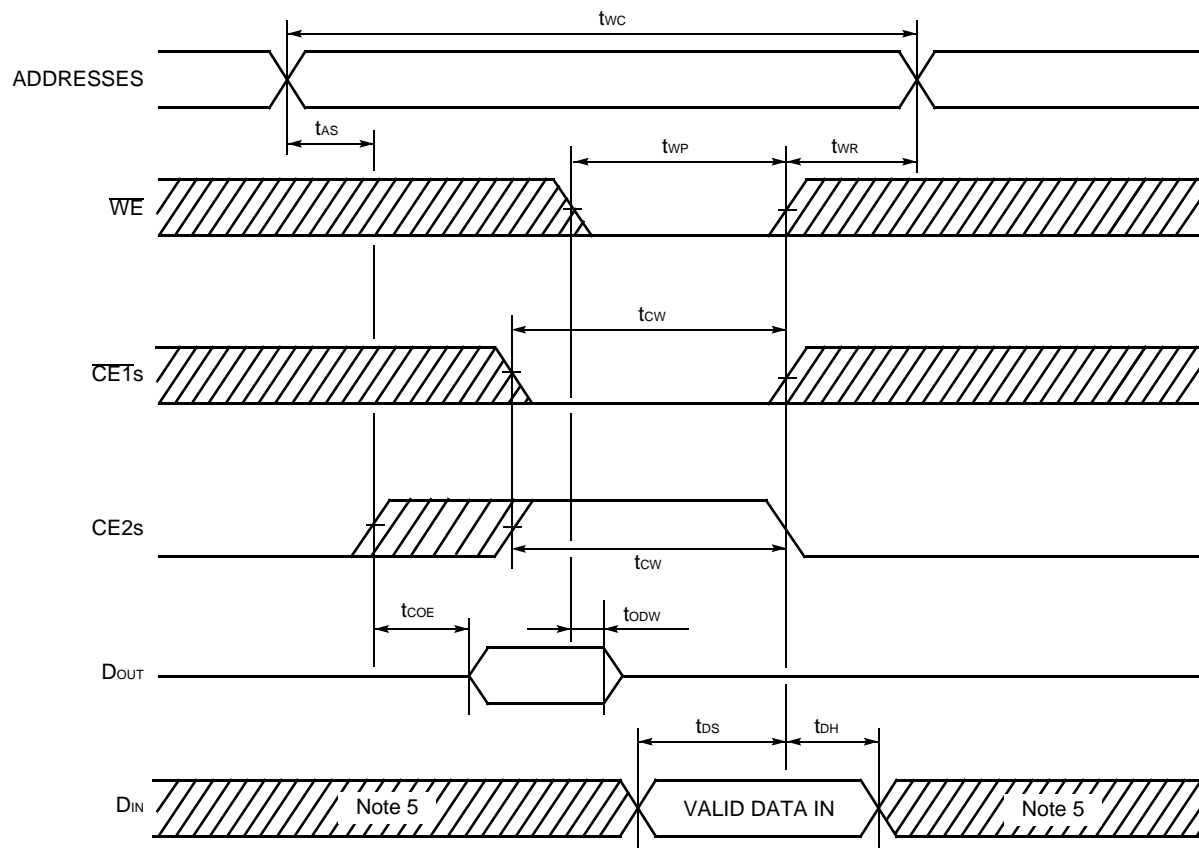 tWC
ADDRESSES
tAS
tWP
tWR
WE
tCW
CE1s
CE2s
tCW
tCOE
tODW
DOUT
tDS
tDH
DIN
Note 5
VALID DATA IN
Note 5